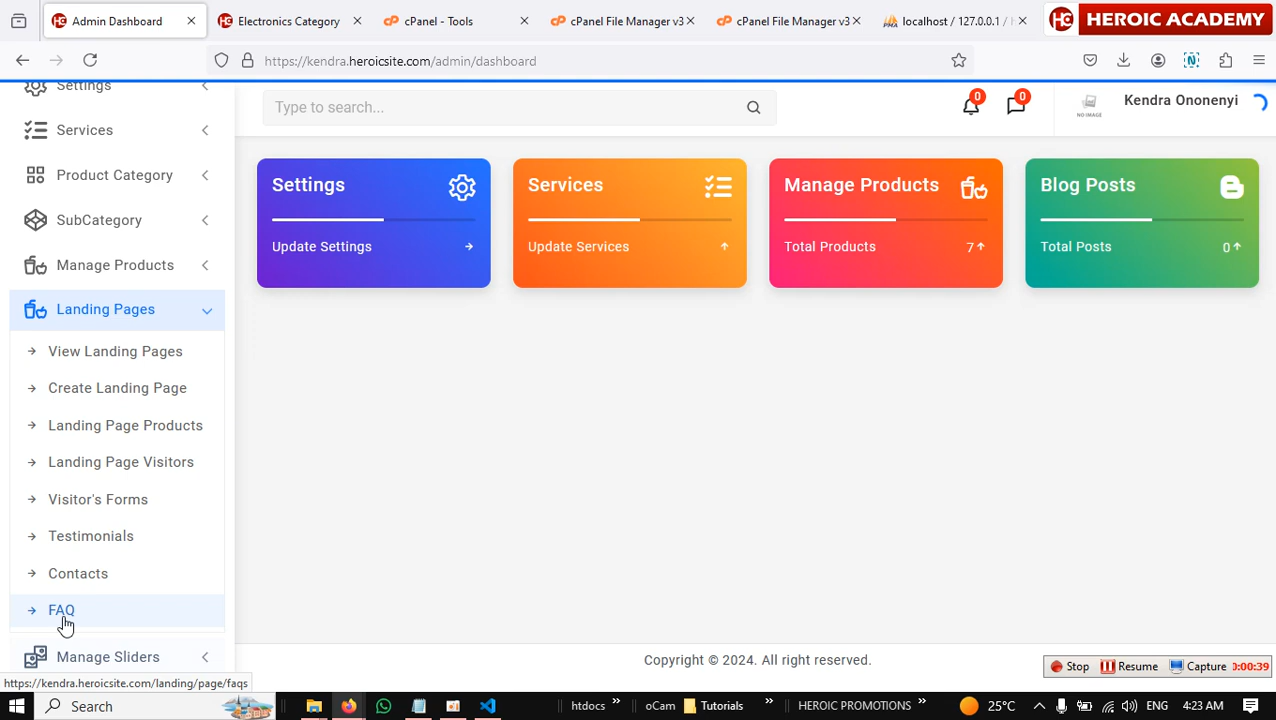 Admin Dashboard
Electronics Category
cPanel - Tools
cPanel File Manager v3
cPanel File Manager v3
localhost / 127.0.0.1 / h
HC HEROIC ACADEMY
https://kendra.heroicsite.com/admin/dashboard
Settings
Services
Product Category
SubCategory
Manage Products
Landing Pages
View Landing Pages
Create Landing Page
Landing Page Products
Landing Page Visitors
Visitor's Forms
Testimonials
Contacts
FAQ
Manage Sliders
https://kendra.heroicsite.com/landing/page/faqs
Type to search...
0
0
NO IMAGE
Kendra Ononenyi
Settings
Update Settings
Services
Update Services
Manage Products
Total Products 7
Blog Posts
Total Posts 0
Copyright © 2024. All right reserved.
Stop Resume Capture 0:00:39
Search
htdocs
oCam
Tutorials
HEROIC PROMOTIONS
25°C
ENG
4:23 AM